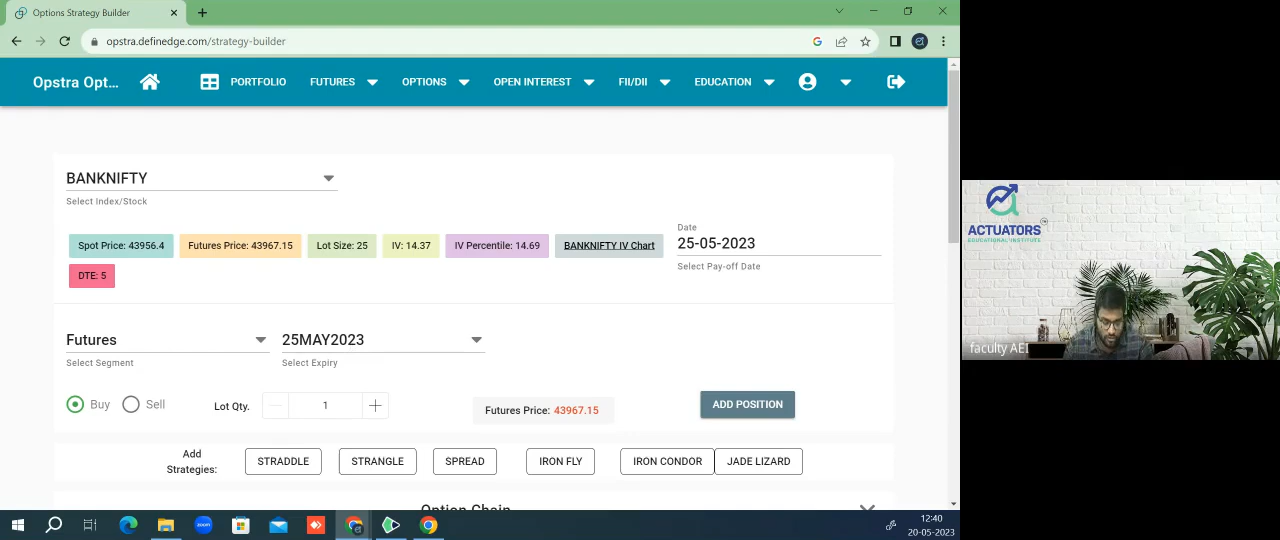 Options Strategy Builder
opstra.definedge.com/strategy-builder
Opstra Opt... PORTFOLIO FUTURES OPTIONS OPEN INTEREST FII/DII EDUCATION
BANKNIFTY
Select Index/Stock
Spot Price: 43956.4 Futures Price: 43967.15 Lot Size: 25 IV: 14.37 IV Percentile: 14.69 BANKNIFTY IV Chart
DTE: 5
Date
25-05-2023
Select Pay-off Date
Futures 25MAY2023
Select Segment Select Expiry
Buy Sell Lot Qty. 1 Futures Price: 43967.15 ADD POSITION
Add
Strategies: STRADDLE STRANGLE SPREAD IRON FLY IRON CONDOR JADE LIZARD
Option Chain
zoom
12:40
20-05-2023
ACTUATORS
EDUCATIONAL INSTITUTE
faculty AEI